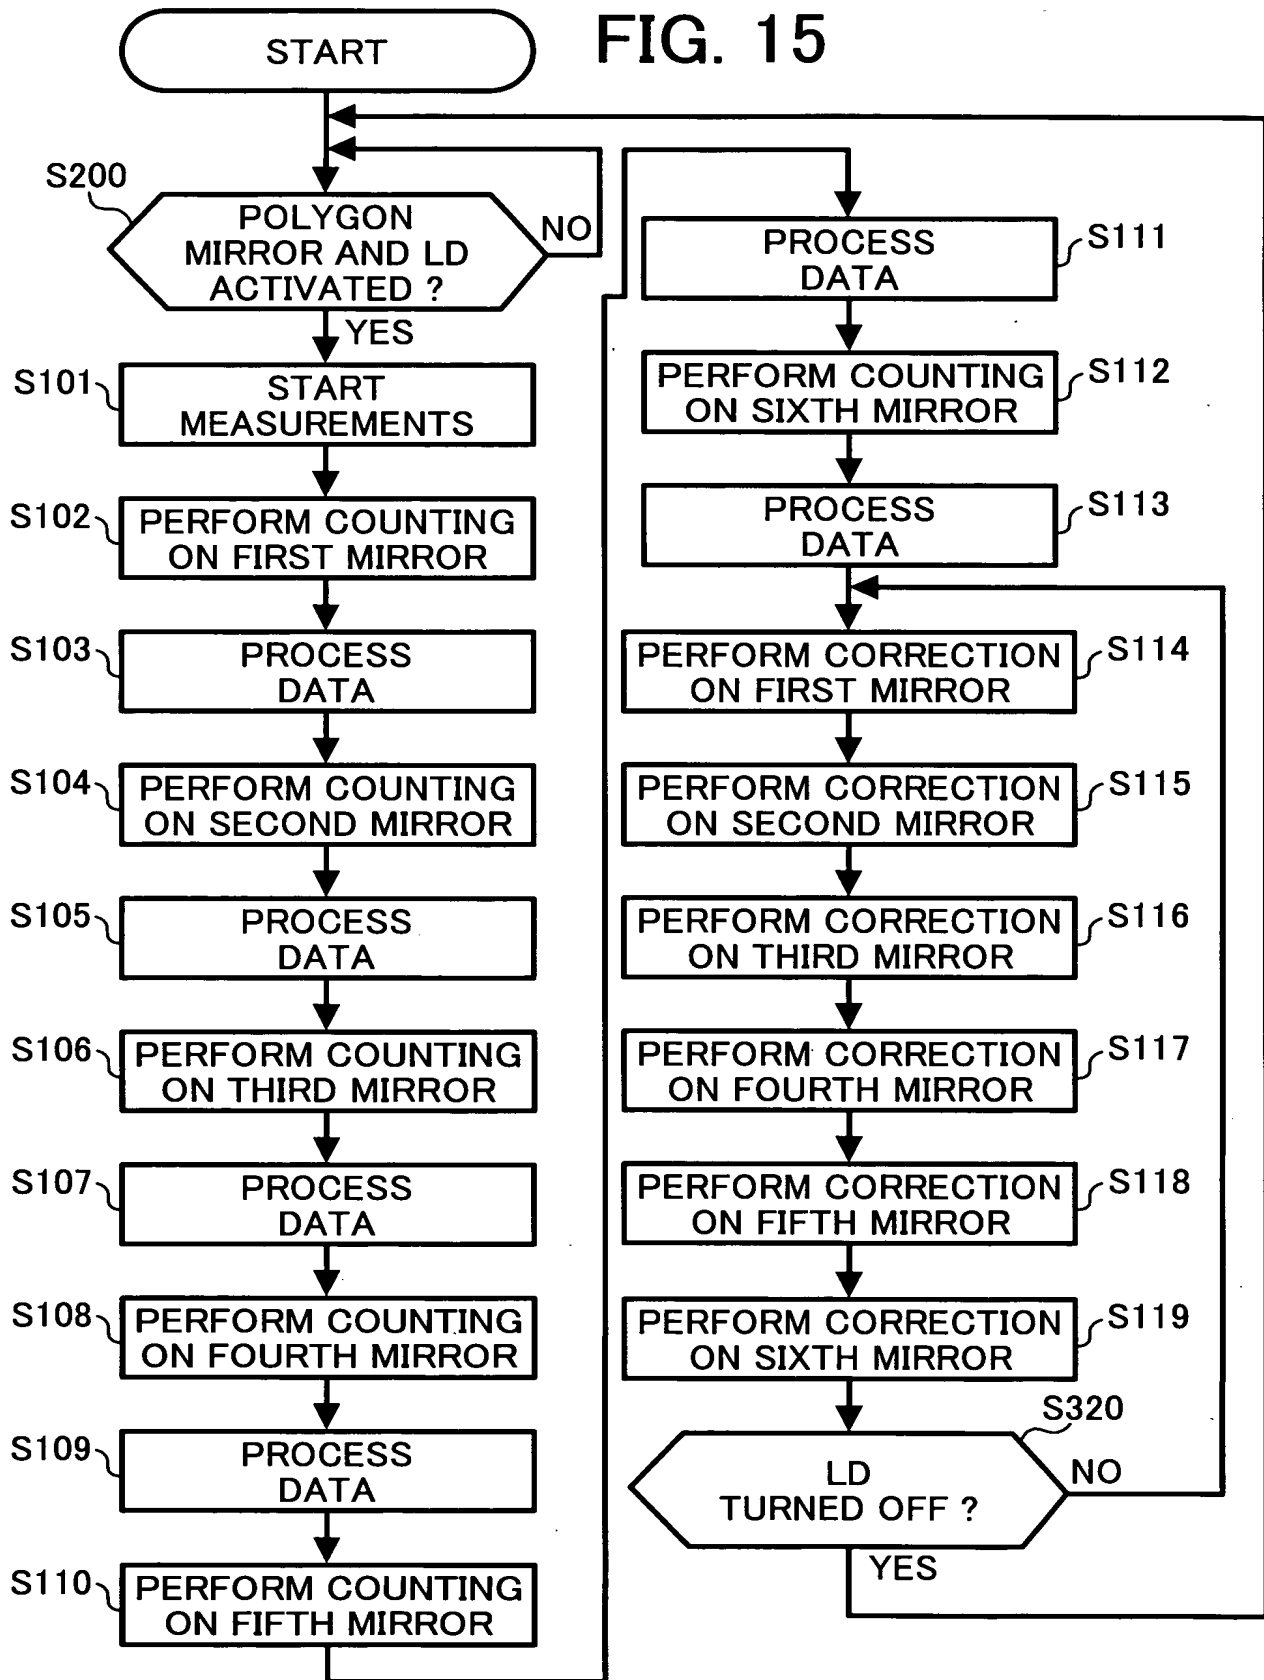 FIG. 15
START
S200
POLYGON
MIRROR AND LD
ACTIVATED ?
NO
YES
S101
START
MEASUREMENTS
S102
PERFORM COUNTING
ON FIRST MIRROR
S103
PROCESS
DATA
S104
PERFORM COUNTING
ON SECOND MIRROR
S105
PROCESS
DATA
S106
PERFORM COUNTING
ON THIRD MIRROR
S107
PROCESS
DATA
S108
PERFORM COUNTING
ON FOURTH MIRROR
S109
PROCESS
DATA
S110
PERFORM COUNTING
ON FIFTH MIRROR
PROCESS
DATA
S111
PERFORM COUNTING
ON SIXTH MIRROR
S112
PROCESS
DATA
S113
PERFORM CORRECTION
ON FIRST MIRROR
S114
PERFORM CORRECTION
ON SECOND MIRROR
S115
PERFORM CORRECTION
ON THIRD MIRROR
S116
PERFORM CORRECTION
ON FOURTH MIRROR
S117
PERFORM CORRECTION
ON FIFTH MIRROR
S118
PERFORM CORRECTION
ON SIXTH MIRROR
S119
S320
LD
TURNED OFF ?
NO
YES